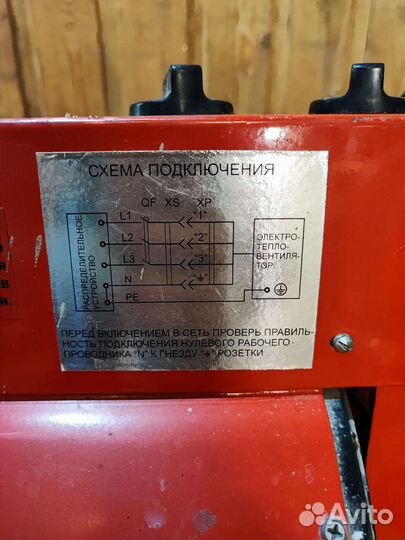 СХЕМА ПОДКЛЮЧЕНИЯ
QF XS XP
L1 "1"
L2 "2"
L3 "3"
N "⏚"
PE
РАСПРЕДЕЛИТЕЛЬНОЕ
УСТРОЙСТВО
ЭЛЕКТРО-
ТЕПЛО-
ВЕНТИЛЯ-
ТОР
ПЕРЕД ВКЛЮЧЕНИЕМ В СЕТЬ ПРОВЕРЬ ПРАВИЛЬ-
НОСТЬ ПОДКЛЮЧЕНИЯ НУЛЕВОГО РАБОЧЕГО
ПРОВОДНИКА "N" К ГНЕЗДУ "⏚" РОЗЕТКИ
я
в
н.
Avito